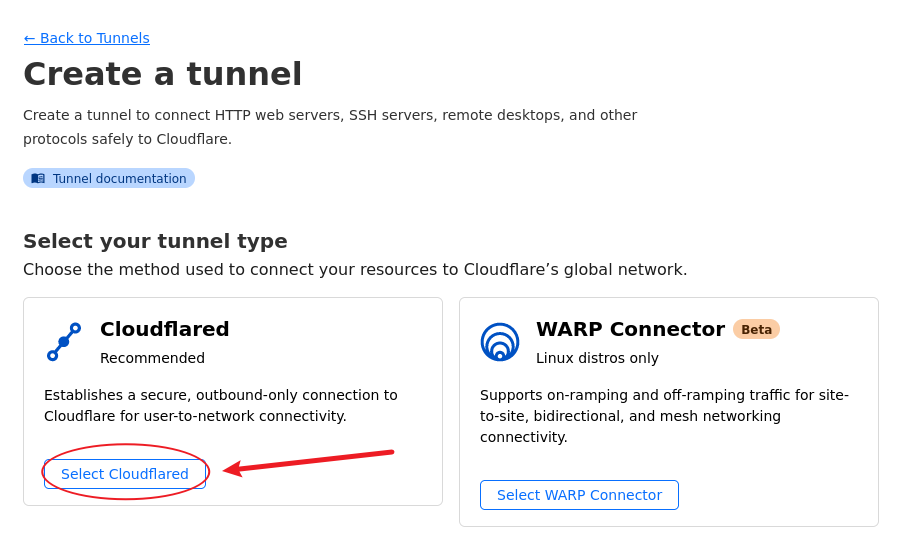 ← Back to Tunnels
Create a tunnel
Create a tunnel to connect HTTP web servers, SSH servers, remote desktops, and other
protocols safely to Cloudflare.
Tunnel documentation
Select your tunnel type
Choose the method used to connect your resources to Cloudflare’s global network.
Cloudflared
Recommended
Establishes a secure, outbound-only connection to
Cloudflare for user-to-network connectivity.
Select Cloudflared
WARP Connector Beta
Linux distros only
Supports on-ramping and off-ramping traffic for site-
to-site, bidirectional, and mesh networking
connectivity.
Select WARP Connector